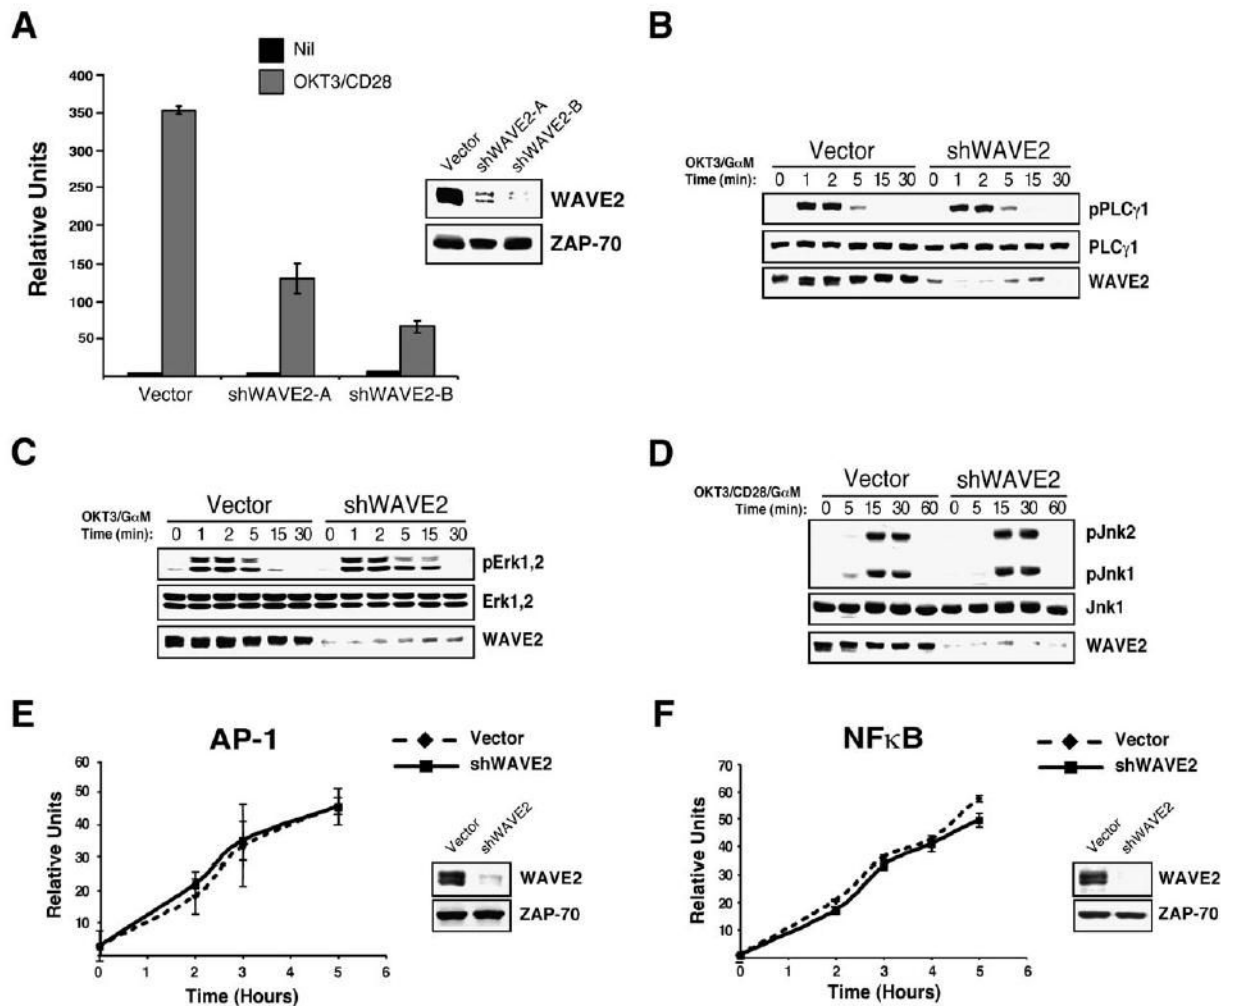 A
Nil
OKT3/CD28
400
350
300
250
200
150
100
50
Relative Units
Vector
shWAVE2-A
shWAVE2-B
Vector shWAVE2-A shWAVE2-B
WAVE2
ZAP-70
B
Vector shWAVE2
OKT3/GαM
Time (min): 0 1 2 5 15 30 0 1 2 5 15 30
pPLCγ1
PLCγ1
WAVE2
C
Vector shWAVE2
OKT3/GαM
Time (min): 0 1 2 5 15 30 0 1 2 5 15 30
pErk1,2
Erk1,2
WAVE2
D
Vector shWAVE2
OKT3/CD28/GαM
Time (min): 0 5 15 30 60 0 5 15 30 60
pJnk2
pJnk1
Jnk1
WAVE2
E
AP-1
Vector
shWAVE2
60
50
40
30
20
10
Relative Units
0 1 2 3 4 5 6
Time (Hours)
Vector shWAVE2
WAVE2
ZAP-70
F
NFκB
Vector
shWAVE2
70
60
50
40
30
20
10
Relative Units
0 1 2 3 4 5 6
Time (Hours)
Vector shWAVE2
WAVE2
ZAP-70